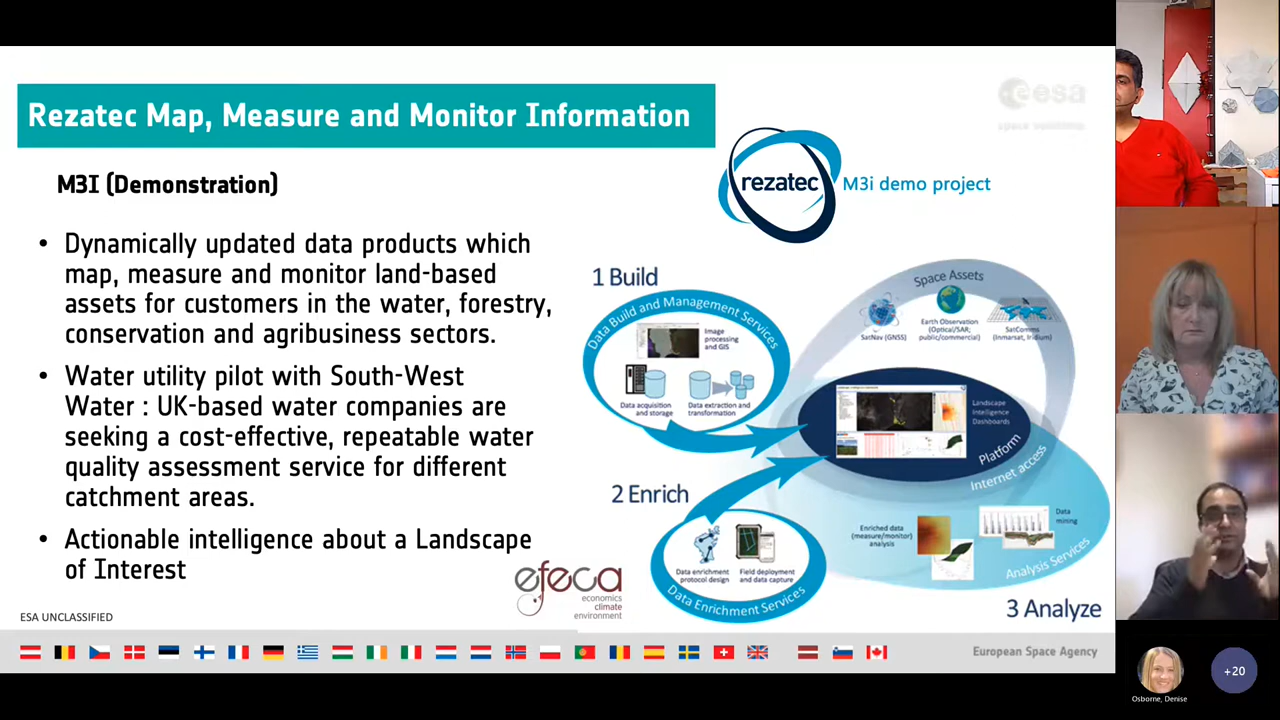 Rezatec Map, Measure and Monitor Information
esa
M3I (Demonstration)
rezatec
M3i demo project
• Dynamically updated data products which
map, measure and monitor land-based
assets for customers in the water, forestry,
conservation and agribusiness sectors.
• Water utility pilot with South-West
Water : UK-based water companies are
seeking a cost-effective, repeatable water
quality assessment service for different
catchment areas.
• Actionable intelligence about a Landscape
of Interest
1 Build
Data Build and Management Services
Image
processing
and GIS
Data acquisition
and storage
Data extraction and
transformation
Space Assets
SatNav (GNSS)
Earth Observation
(Optical/SAR;
public/commercial)
SatComms
(Inmarsat, Iridium)
Landscape
Intelligence
Dashboards
Platform
Internet access
2 Enrich
Data enrichment
protocol design
Field deployment
and data capture
Data Enrichment Services
Enriched data
(measure/monitor)
analysis
Data
mining
Analysis Services
3 Analyze
efeca
economics
climate
environment
ESA UNCLASSIFIED
European Space Agency
Osborne, Denise
+20